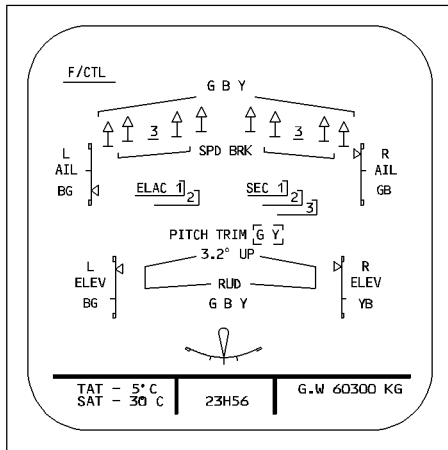 F/CTL
G B Y
3 3
L SPD BRK R
AIL AIL
BG ELAC 1 SEC 1 GB
2 2
3
PITCH TRIM G Y
3.2° UP
L R
ELEV RUD ELEV
BG G B Y YB
TAT - 5°C G.W 60300 KG
SAT - 30 C 23H56